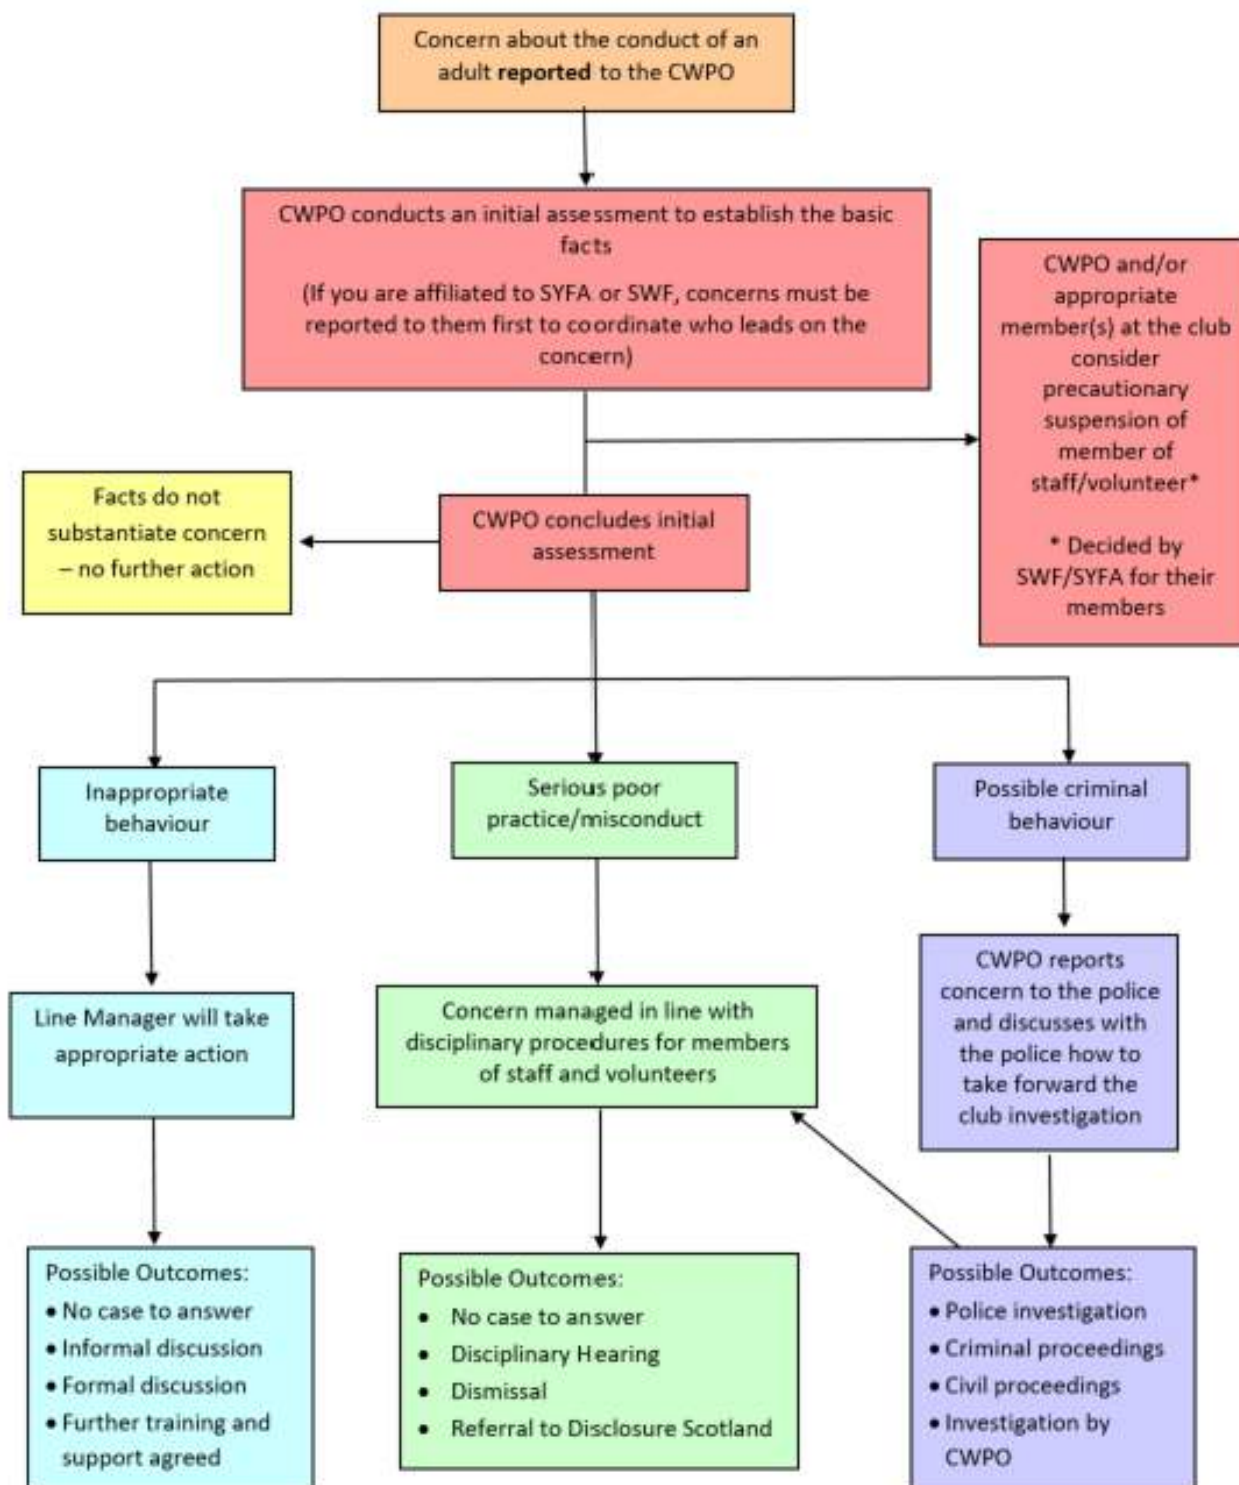 Concern about the conduct of an
adult reported to the CWPO
CWPO conducts an initial assessment to establish the basic
facts
(If you are affiliated to SYFA or SWF, concerns must be
reported to them first to coordinate who leads on the
concern)
CWPO and/or
appropriate
member(s) at the club
consider
precautionary
suspension of
member of
staff/volunteer*
* Decided by
SWF/SYFA for their
members
Facts do not
substantiate concern
– no further action
CWPO concludes initial
assessment
Inappropriate
behaviour
Serious poor
practice/misconduct
Possible criminal
behaviour
Line Manager will take
appropriate action
Concern managed in line with
disciplinary procedures for members
of staff and volunteers
CWPO reports
concern to the police
and discusses with
the police how to
take forward the
club investigation
Possible Outcomes:
• No case to answer
• Informal discussion
• Formal discussion
• Further training and
support agreed
Possible Outcomes:
• No case to answer
• Disciplinary Hearing
• Dismissal
• Referral to Disclosure Scotland
Possible Outcomes:
• Police investigation
• Criminal proceedings
• Civil proceedings
• Investigation by
CWPO